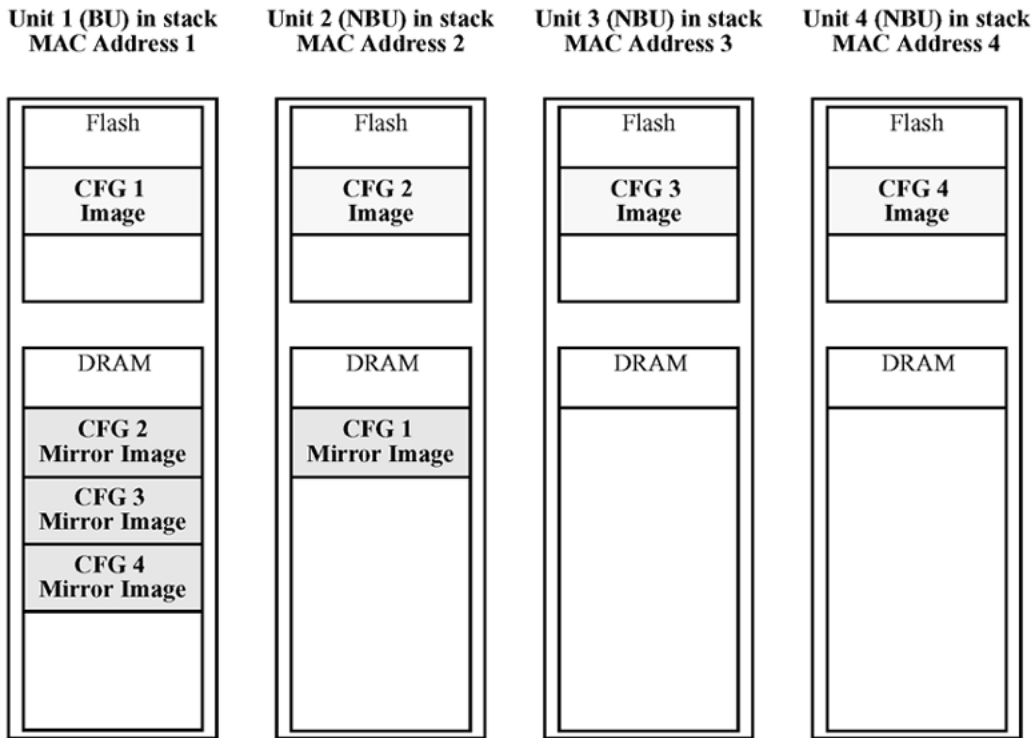 Unit 1 (BU) in stack
MAC Address 1
Unit 2 (NBU) in stack
MAC Address 2
Unit 3 (NBU) in stack
MAC Address 3
Unit 4 (NBU) in stack
MAC Address 4
Flash
CFG 1
Image
DRAM
CFG 2
Mirror Image
CFG 3
Mirror Image
CFG 4
Mirror Image
Flash
CFG 2
Image
DRAM
CFG 1
Mirror Image
Flash
CFG 3
Image
DRAM
Flash
CFG 4
Image
DRAM